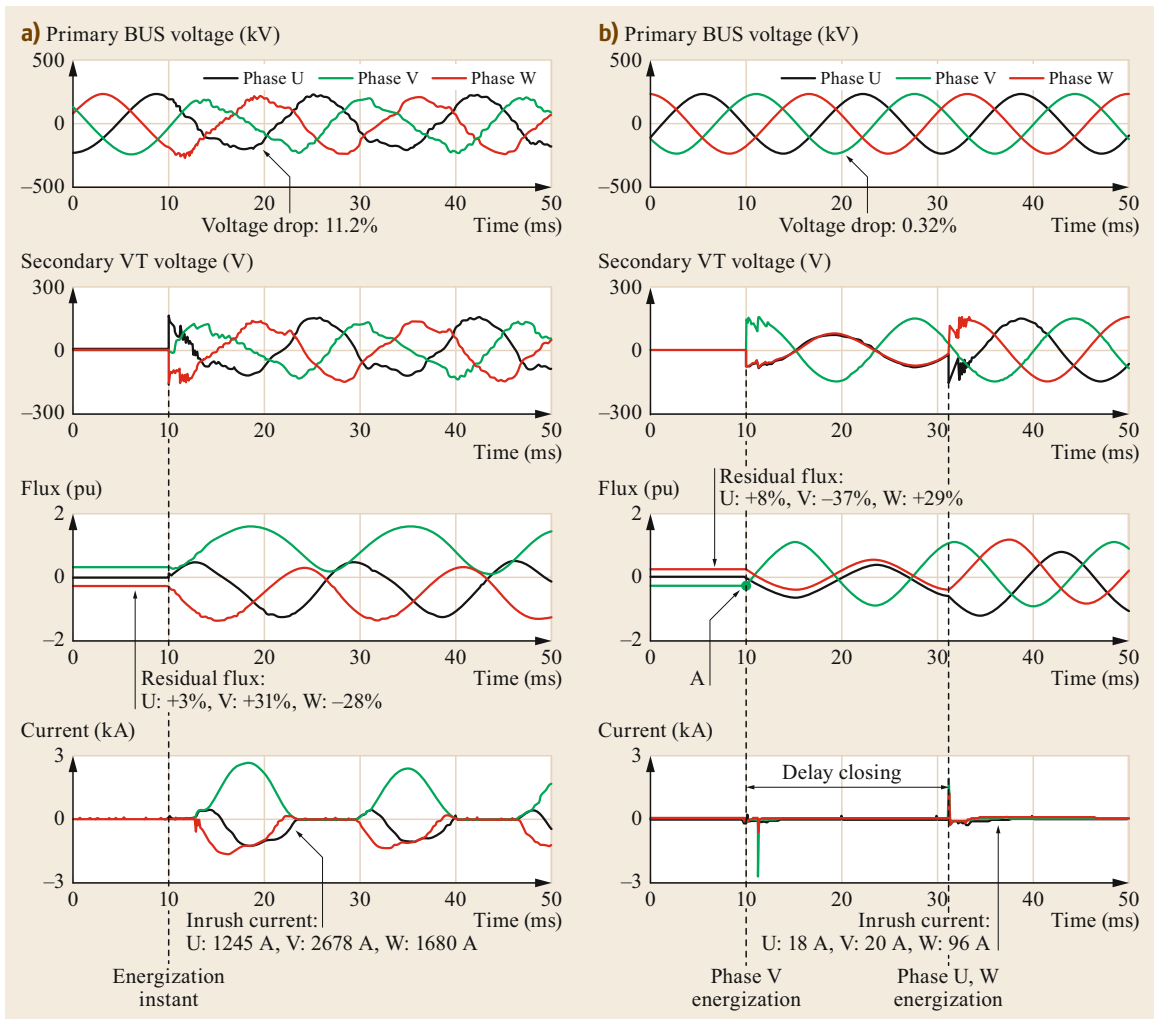 a) Primary BUS voltage (kV)
500
Phase U Phase V Phase W
0
–500
0 10 20 30 40 50
Time (ms)
Voltage drop: 11.2%
Secondary VT voltage (V)
300
0
–300
0 10 20 30 40 50
Time (ms)
Flux (pu)
2
0
–2
0 10 20 30 40 50
Time (ms)
Residual flux:
U: +3%, V: +31%, W: –28%
Current (kA)
3
0
–3
0 10 20 30 40 50
Time (ms)
Inrush current:
U: 1245 A, V: 2678 A, W: 1680 A
Energization
instant
b) Primary BUS voltage (kV)
500
Phase U Phase V Phase W
0
–500
0 10 20 30 40 50
Time (ms)
Voltage drop: 0.32%
Secondary VT voltage (V)
300
0
–300
0 10 20 30 40 50
Time (ms)
Residual flux:
U: +8%, V: –37%, W: +29%
Flux (pu)
2
0
–2
0 10 20 30 40 50
Time (ms)
A
Current (kA)
3
Delay closing
0
–3
0 10 20 30 40 50
Time (ms)
Inrush current:
U: 18 A, V: 20 A, W: 96 A
Phase V
energization
Phase U, W
energization